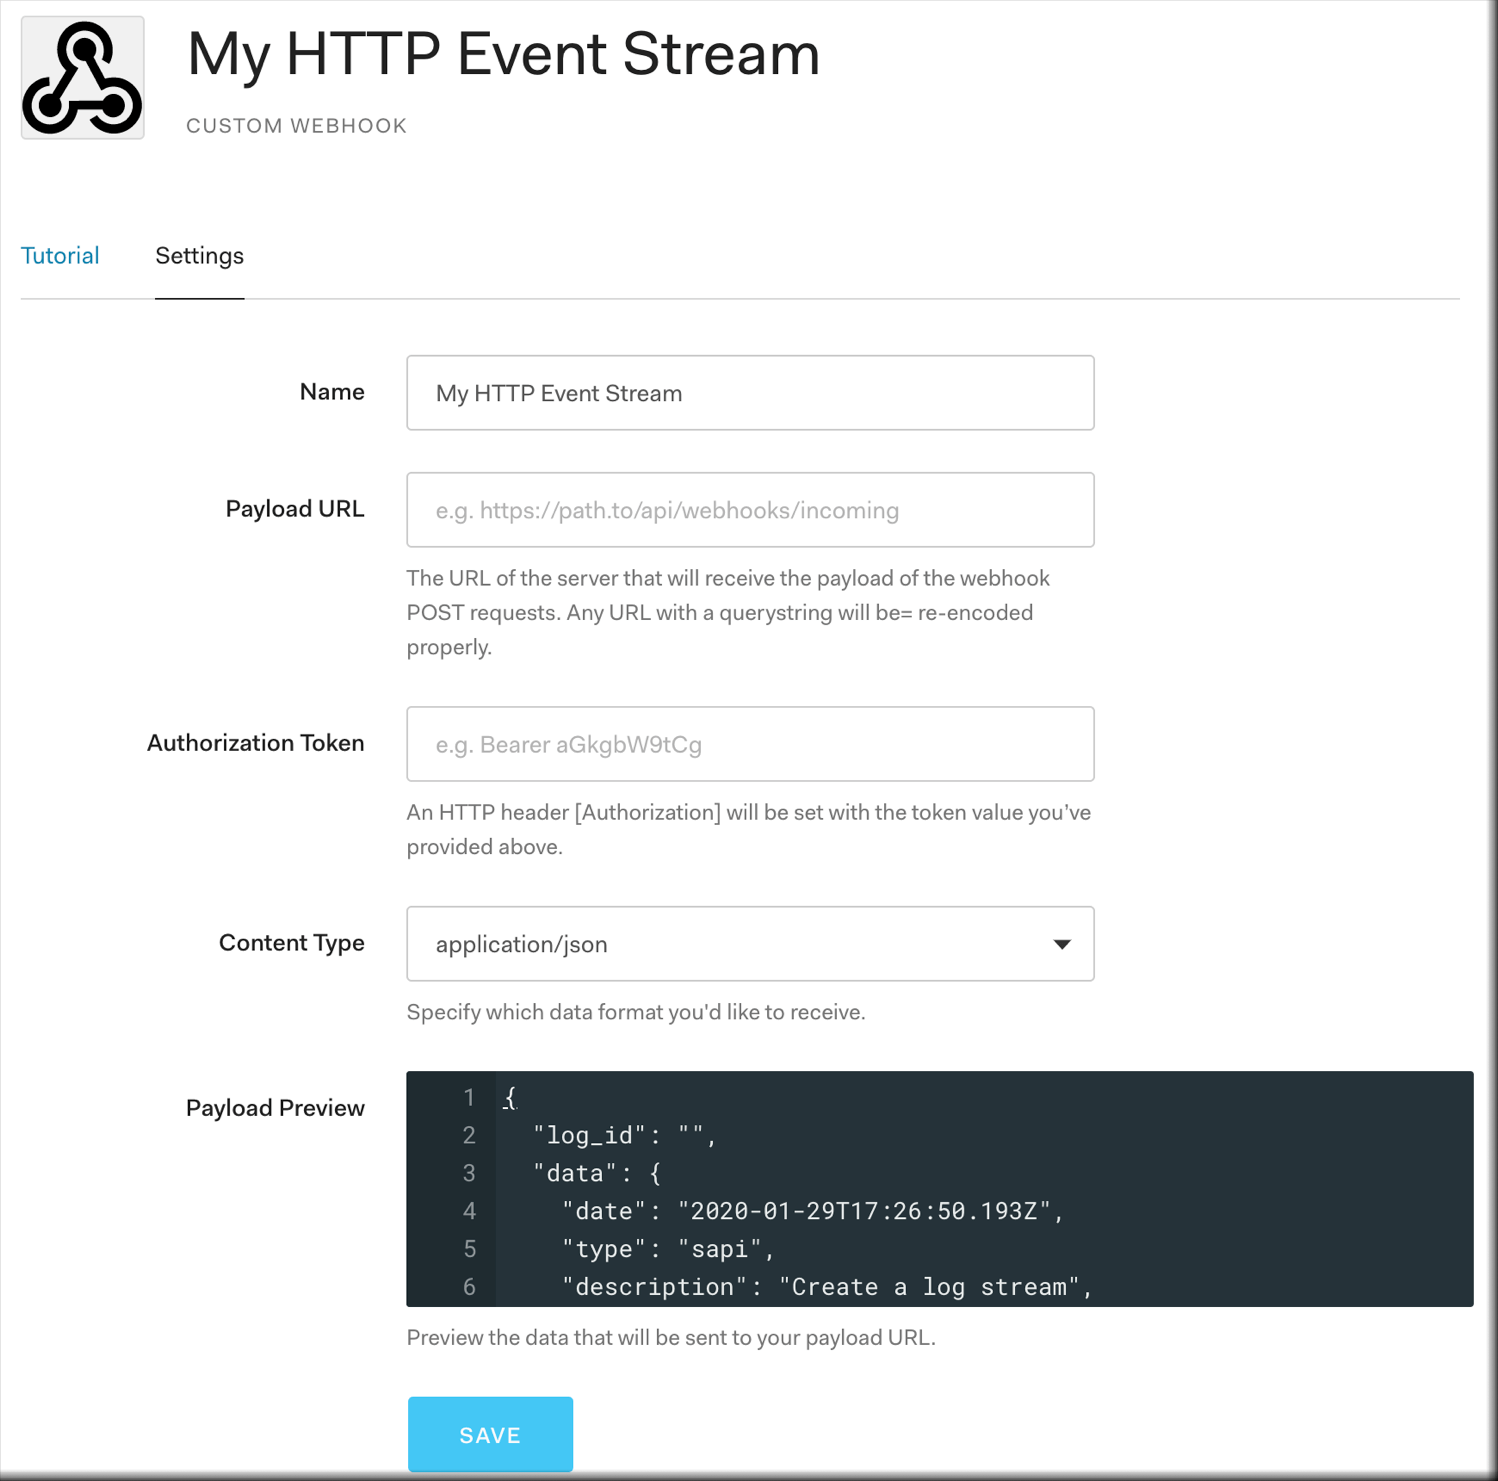 My HTTP Event Stream
CUSTOM WEBHOOK
Tutorial
Settings
Name
My HTTP Event Stream
Payload URL
e.g. https://path.to/api/webhooks/incoming
The URL of the server that will receive the payload of the webhook
POST requests. Any URL with a querystring will be= re-encoded
properly.
Authorization Token
e.g. Bearer aGkgbW9tCg
An HTTP header [Authorization] will be set with the token value you've
provided above.
Content Type
application/json
Specify which data format you'd like to receive.
Payload Preview
1 {
2 "log_id": "",
3 "data": {
4 "date": "2020-01-29T17:26:50.193Z",
5 "type": "sapi",
6 "description": "Create a log stream",
Preview the data that will be sent to your payload URL.
SAVE